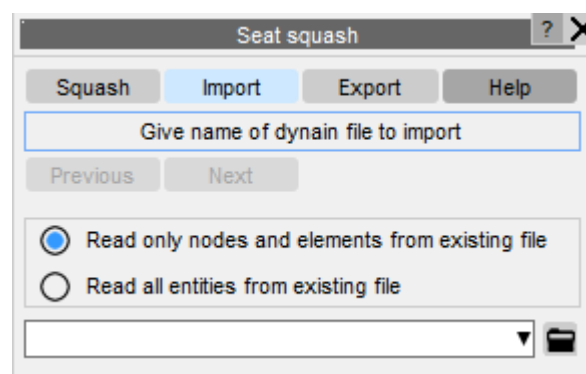 Seat squash ?
Squash Import Export Help
Give name of dynain file to import
Previous Next
Read only nodes and elements from existing file
Read all entities from existing file